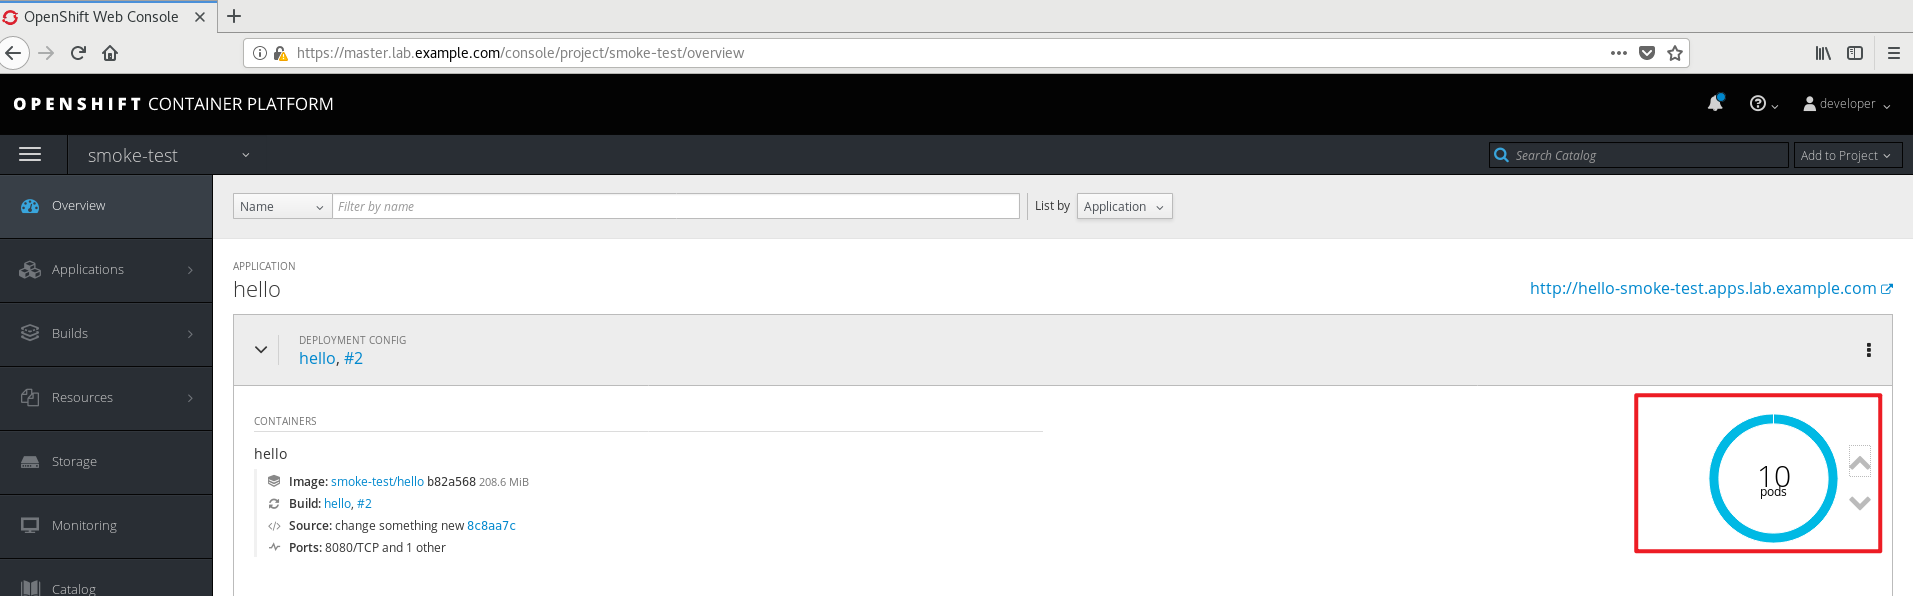 OpenShift Web Console
https://master.lab.example.com/console/project/smoke-test/overview
OPENSHIFT CONTAINER PLATFORM
developer
smoke-test
Search Catalog
Add to Project
Overview
Applications
Builds
Resources
Storage
Monitoring
Catalog
Name
Filter by name
List by
Application
APPLICATION
hello
http://hello-smoke-test.apps.lab.example.com
DEPLOYMENT CONFIG
hello, #2
CONTAINERS
hello
Image: smoke-test/hello b82a568 208.6 MiB
Build: hello, #2
Source: change something new 8c8aa7c
Ports: 8080/TCP and 1 other
10
pods